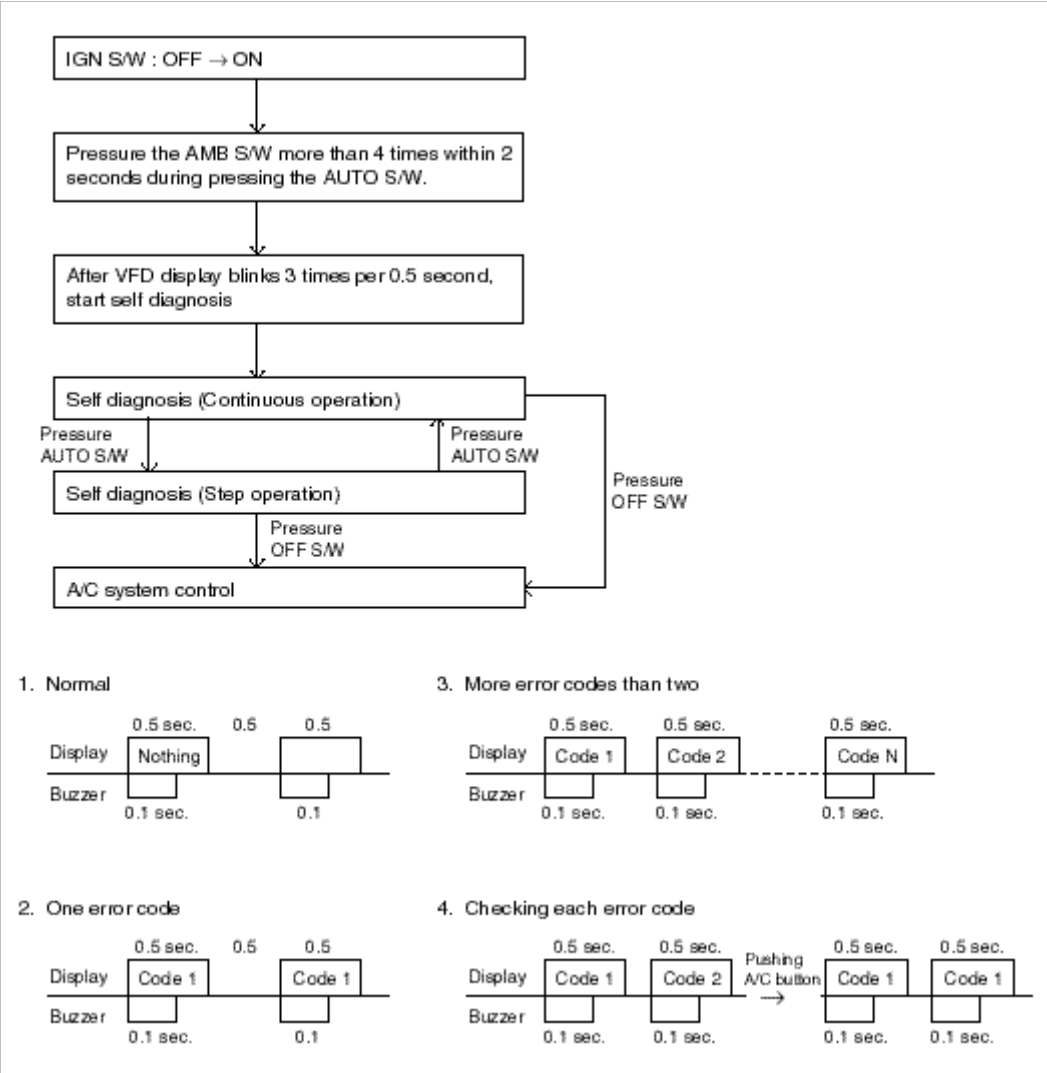 IGN S/W : OFF → ON
Pressure the AMB S/W more than 4 times within 2
seconds during pressing the AUTO S/W.
After VFD display blinks 3 times per 0.5 second,
start self diagnosis
Self diagnosis (Continuous operation)
Pressure
AUTO S/W
Pressure
AUTO S/W
Pressure
OFF S/W
Self diagnosis (Step operation)
Pressure
OFF S/W
A/C system control
1. Normal
0.5 sec. 0.5 0.5
Display Nothing
Buzzer
0.1 sec. 0.1
3. More error codes than two
0.5 sec. 0.5 sec. 0.5 sec.
Display Code 1 Code 2 Code N
Buzzer
0.1 sec. 0.1 sec. 0.1 sec.
2. One error code
0.5 sec. 0.5 0.5
Display Code 1 Code 1
Buzzer
0.1 sec. 0.1
4. Checking each error code
0.5 sec. 0.5 sec. 0.5 sec. 0.5 sec.
Pushing
Display Code 1 Code 2 A/C button Code 1 Code 1
→
Buzzer
0.1 sec. 0.1 sec. 0.1 sec. 0.1 sec.